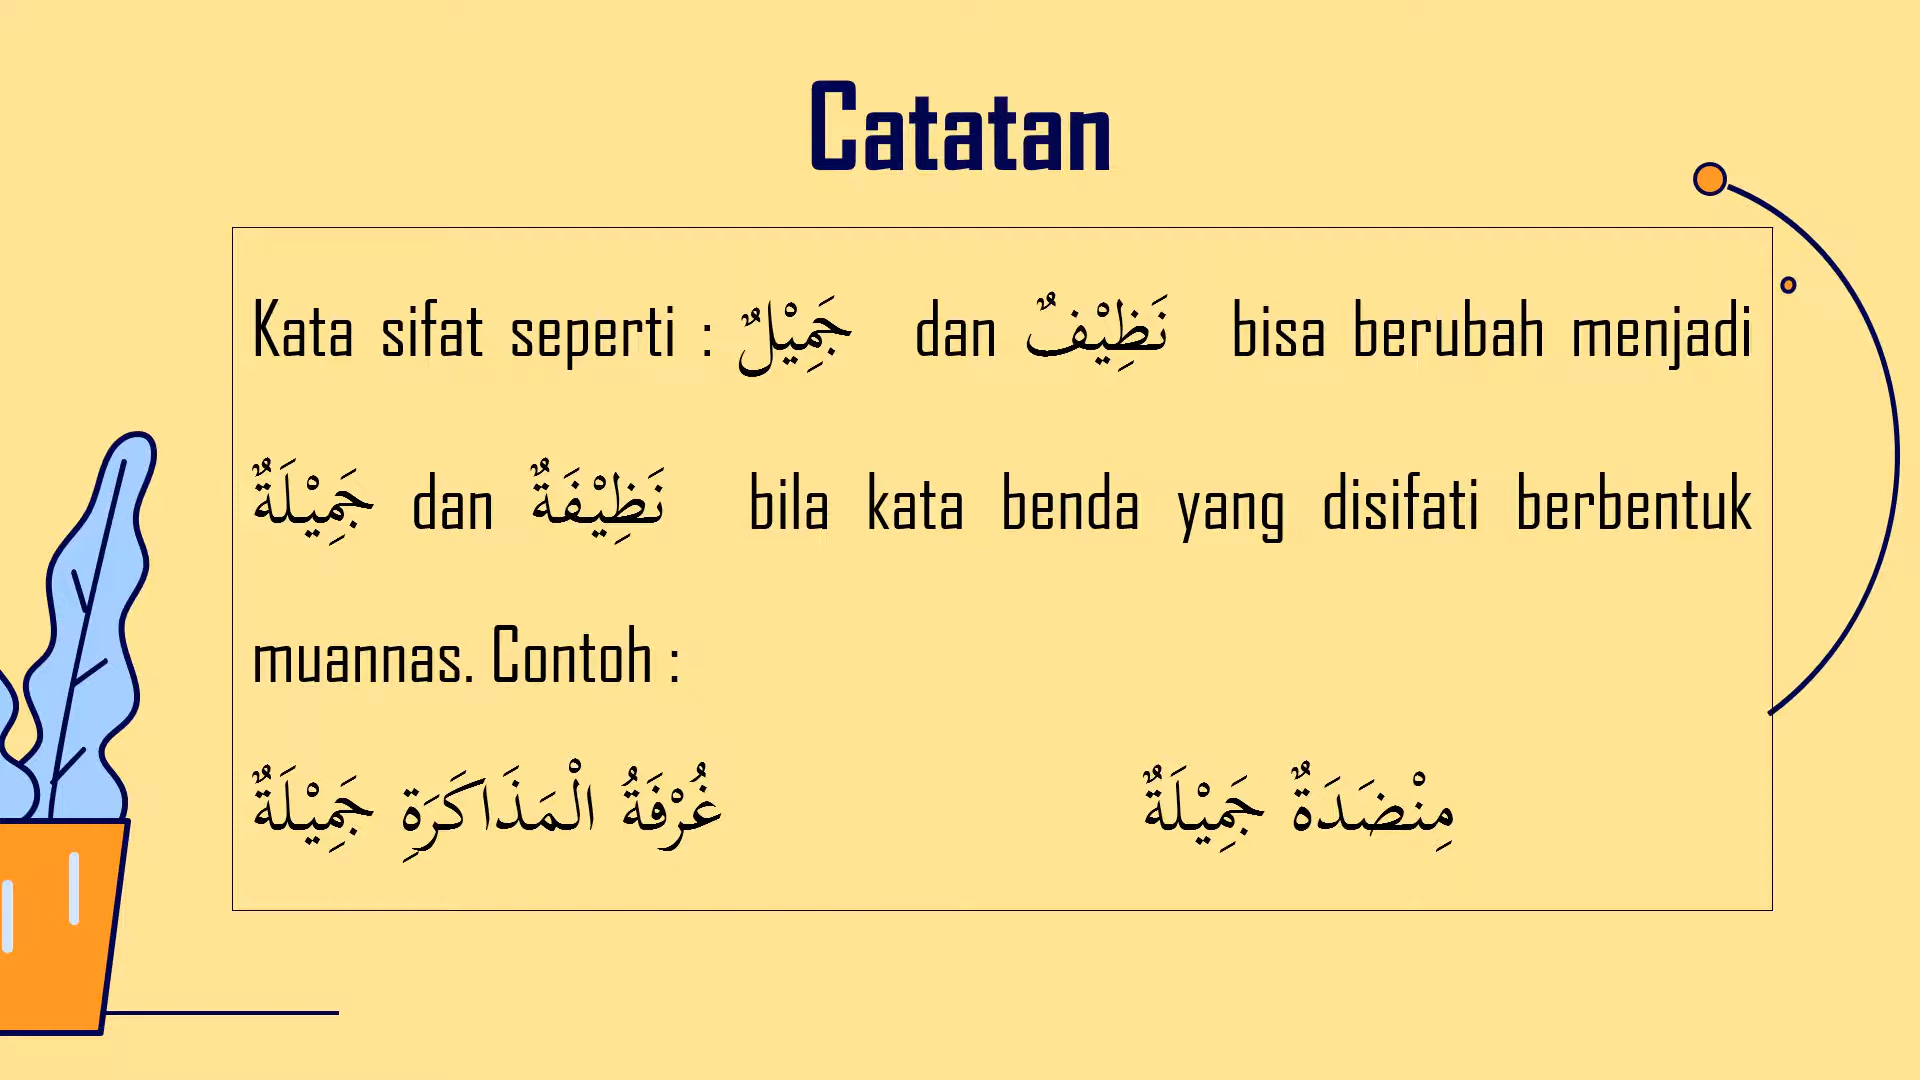 Catatan
Kata sifat seperti : جَمِيْلٌ dan نَظِيْفٌ bisa berubah menjadi
جَمِيْلَةٌ dan نَظِيْفَةٌ bila kata benda yang disifati berbentuk
muannas. Contoh :
غُرْفَةُ الْمَذَاكَرَةِ جَمِيْلَةٌ مِنْضَدَةٌ جَمِيْلَةٌ